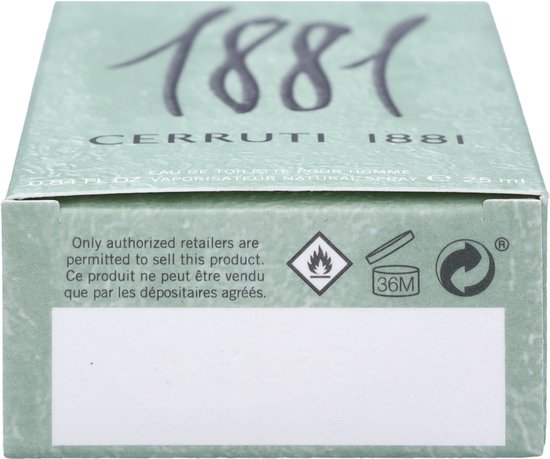 1881
CERRUTI 1881
EAU DE TOILETTE POUR HOMME
0.84 FL OZ VAPORISATEUR NATURAL SPRAY e 25 ml
Only authorized retailers are
permitted to sell this product.
Ce produit ne peut être vendu
que par les dépositaires agréés.
36M
®